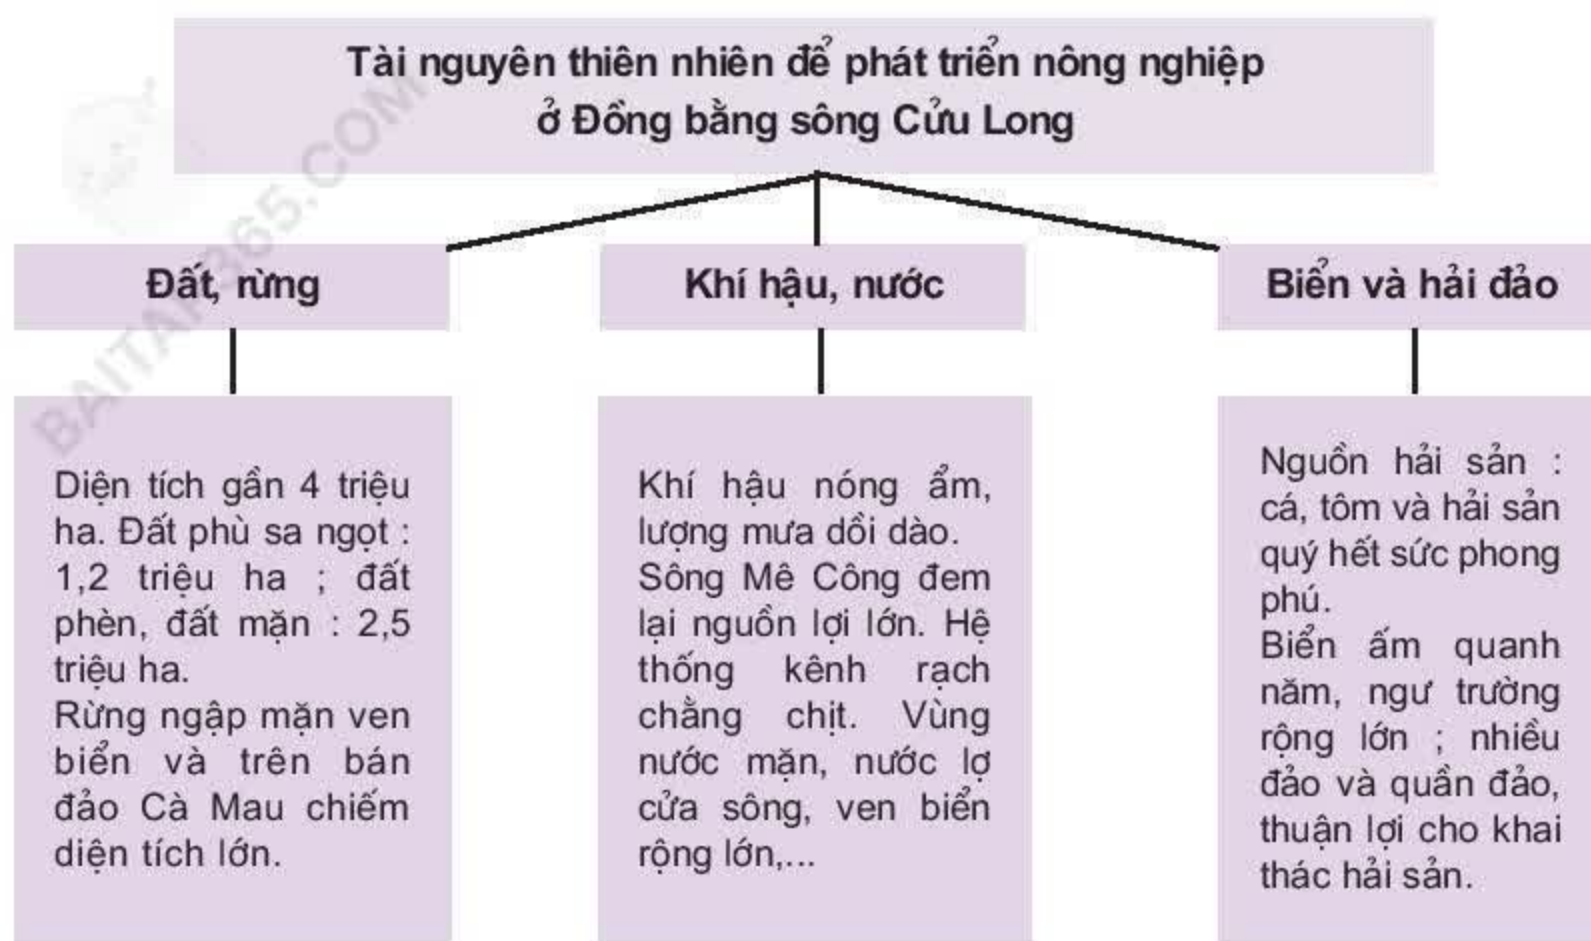 Tài nguyên thiên nhiên để phát triển nông nghiệp
ở Đồng bằng sông Cửu Long
Đất, rừng
Diện tích gần 4 triệu
ha. Đất phù sa ngọt :
1,2 triệu ha ; đất
phèn, đất mặn : 2,5
triệu ha.
Rừng ngập mặn ven
biển và trên bán
đảo Cà Mau chiếm
diện tích lớn.
Khí hậu, nước
Khí hậu nóng ẩm,
lượng mưa dồi dào.
Sông Mê Công đem
lại nguồn lợi lớn. Hệ
thống kênh rạch
chằng chịt. Vùng
nước mặn, nước lợ
cửa sông, ven biển
rộng lớn,...
Biển và hải đảo
Nguồn hải sản :
cá, tôm và hải sản
quý hết sức phong
phú.
Biển ấm quanh
năm, ngư trường
rộng lớn ; nhiều
đảo và quần đảo,
thuận lợi cho khai
thác hải sản.
BAITAP365.COM